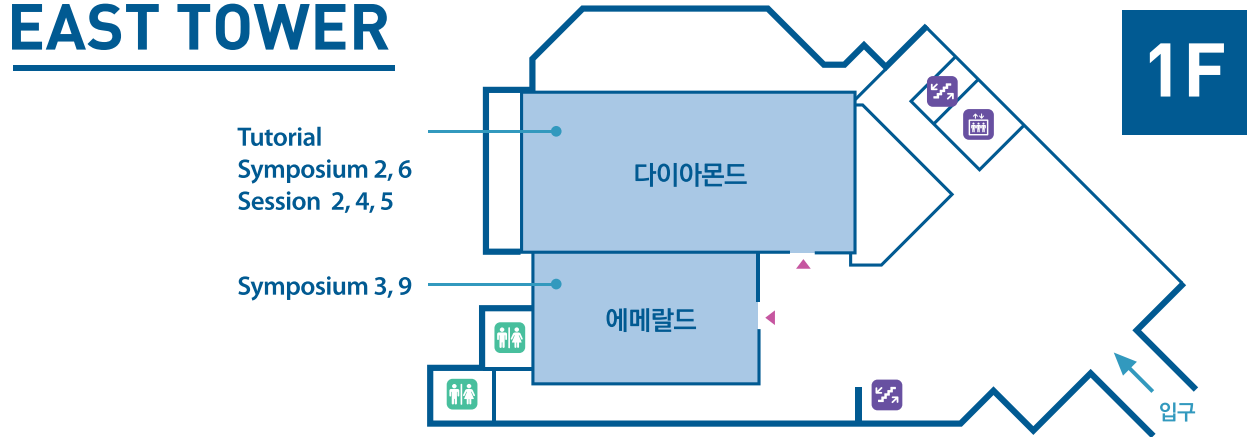 EAST TOWER
1F
Tutorial
Symposium 2, 6
Session 2, 4, 5
다이아몬드
Symposium 3, 9
에메랄드
입구